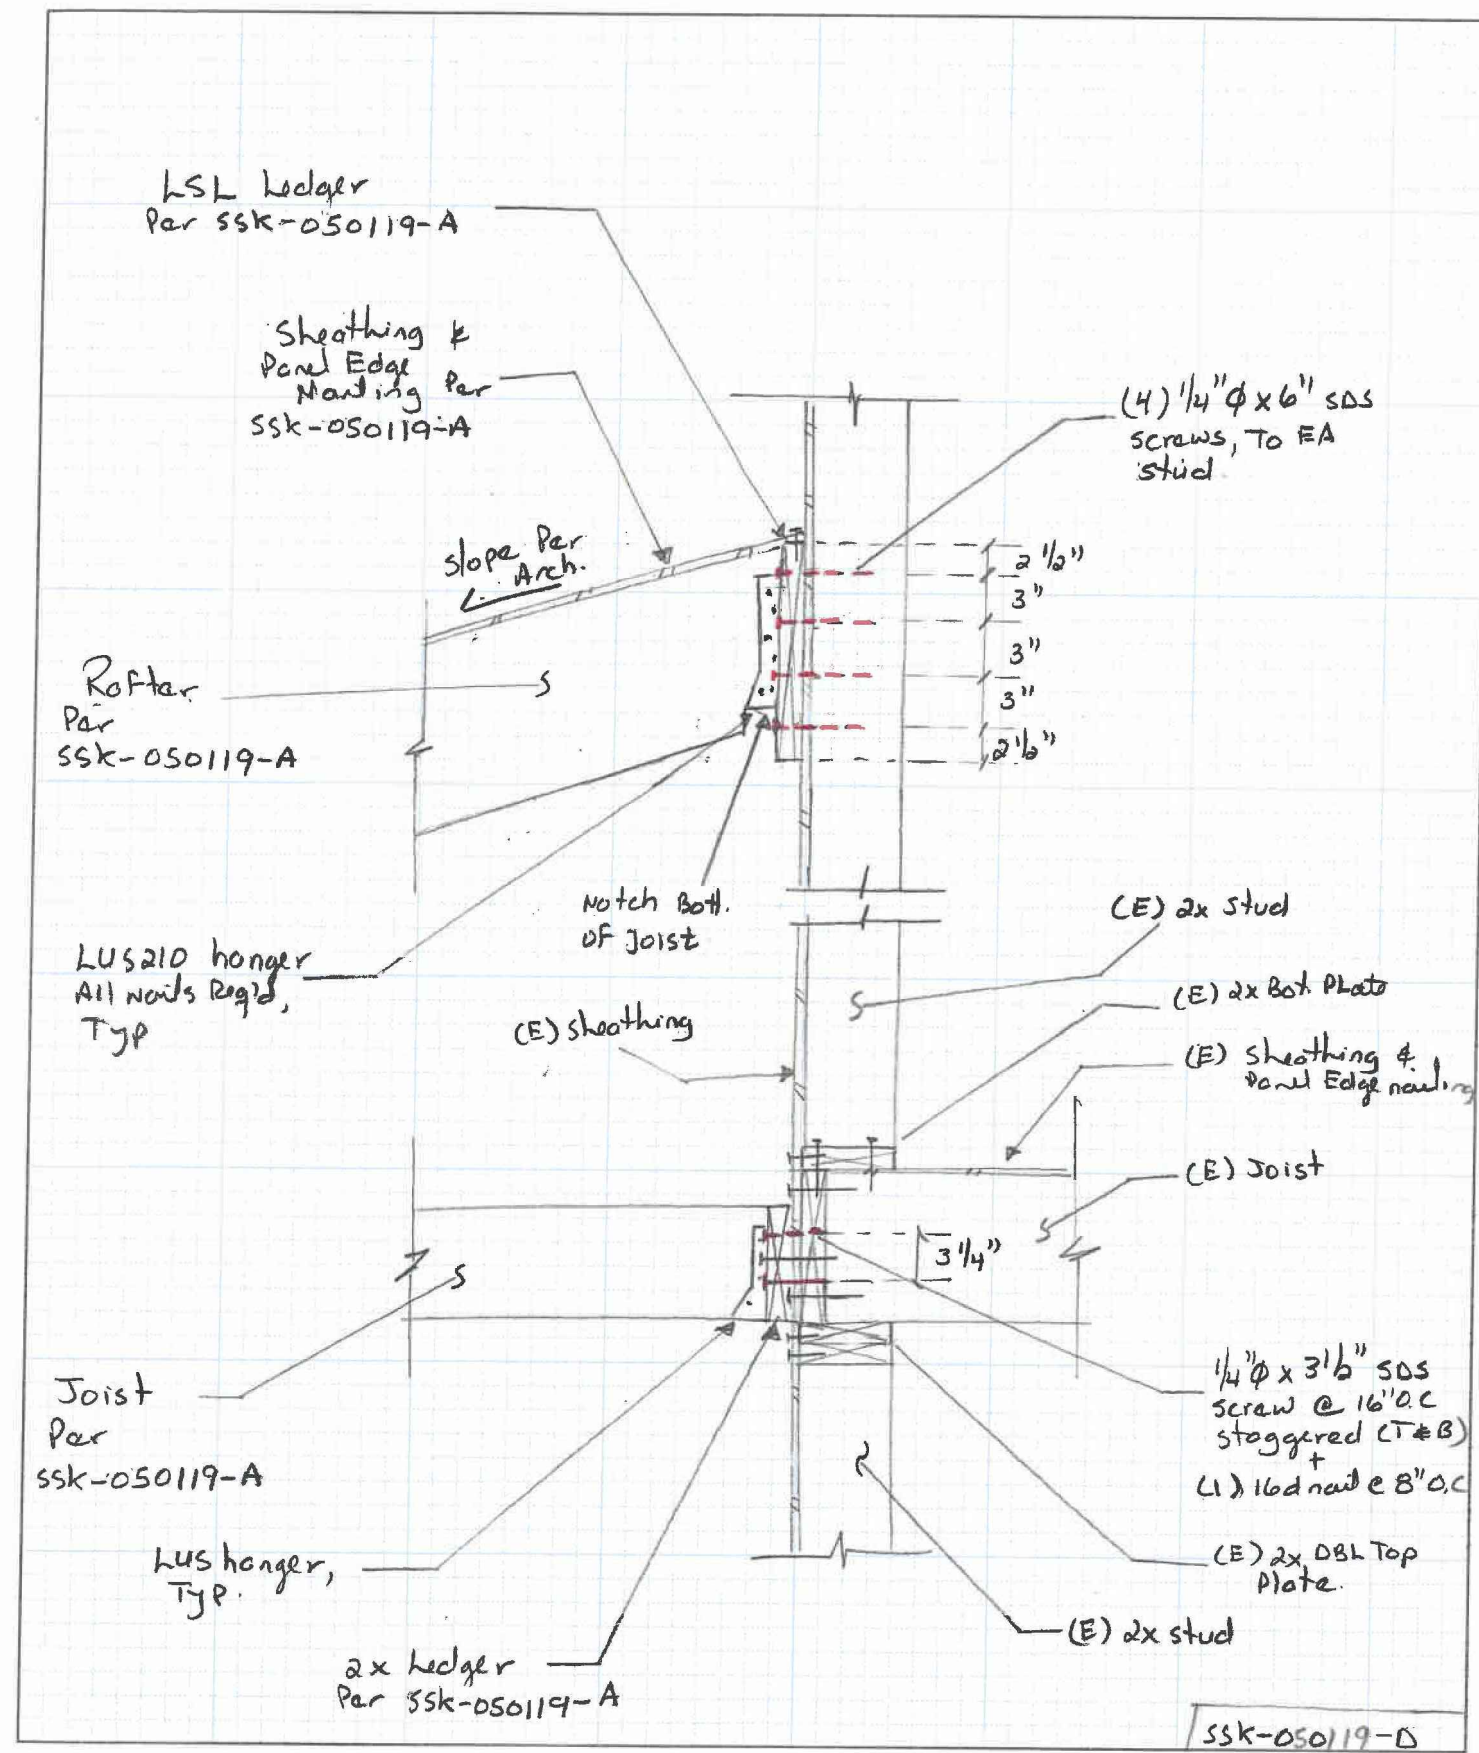 LSL Ledger
Per SSK-050119-A
Sheathing &
Panel Edge
Nailing Per
SSK-050119-A
(4) 1/4"φ x 6" SDS
screws, To EA
stud
slope Per
Arch.
2 1/2"
3"
3"
3"
2 1/2"
Rafter
Per
SSK-050119-A
Notch Bott.
OF Joist
LUS210 hanger
All Nails Req'd,
Typ
(E) 2x Stud
(E) 2x Bot. Plate
(E) sheathing
(E) Sheathing &
Panel Edge nailing
(E) Joist
3 1/4"
1/4"φ x 3 1/2" SDS
screw @ 16" O.C
staggered (T&B)
+
(1) 16d nail @ 8" O.C
Joist
Per
SSK-050119-A
LUS hanger,
Typ.
(E) 2x DBL Top
Plate.
(E) 2x stud
2x Ledger
Per SSK-050119-A
SSK-050119-D